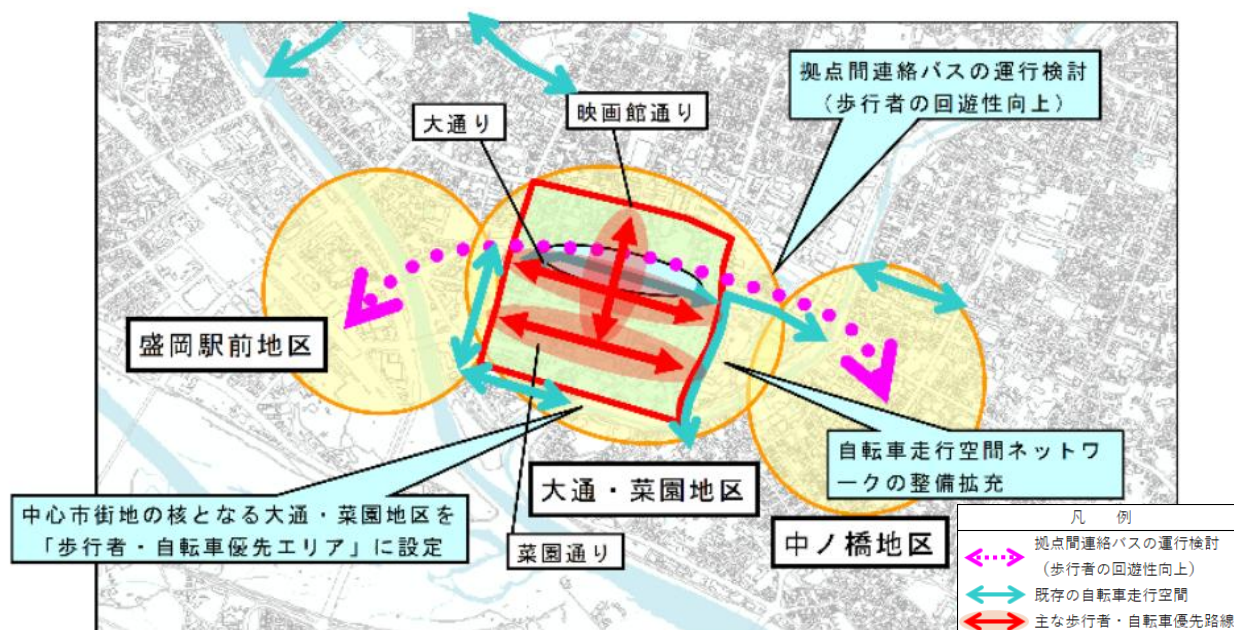 拠点間連絡バスの運行検討
（歩行者の回遊性向上）
映画館通り
大通り
盛岡駅前地区
自転車走行空間ネットワ
ークの整備拡充
大通・菜園地区
中心市街地の核となる大通・菜園地区を
「歩行者・自転車優先エリア」に設定
菜園通り
中ノ橋地区
凡　例
拠点間連絡バスの運行検討
（歩行者の回遊性向上）
既存の自転車走行空間
主な歩行者・自転車優先路線